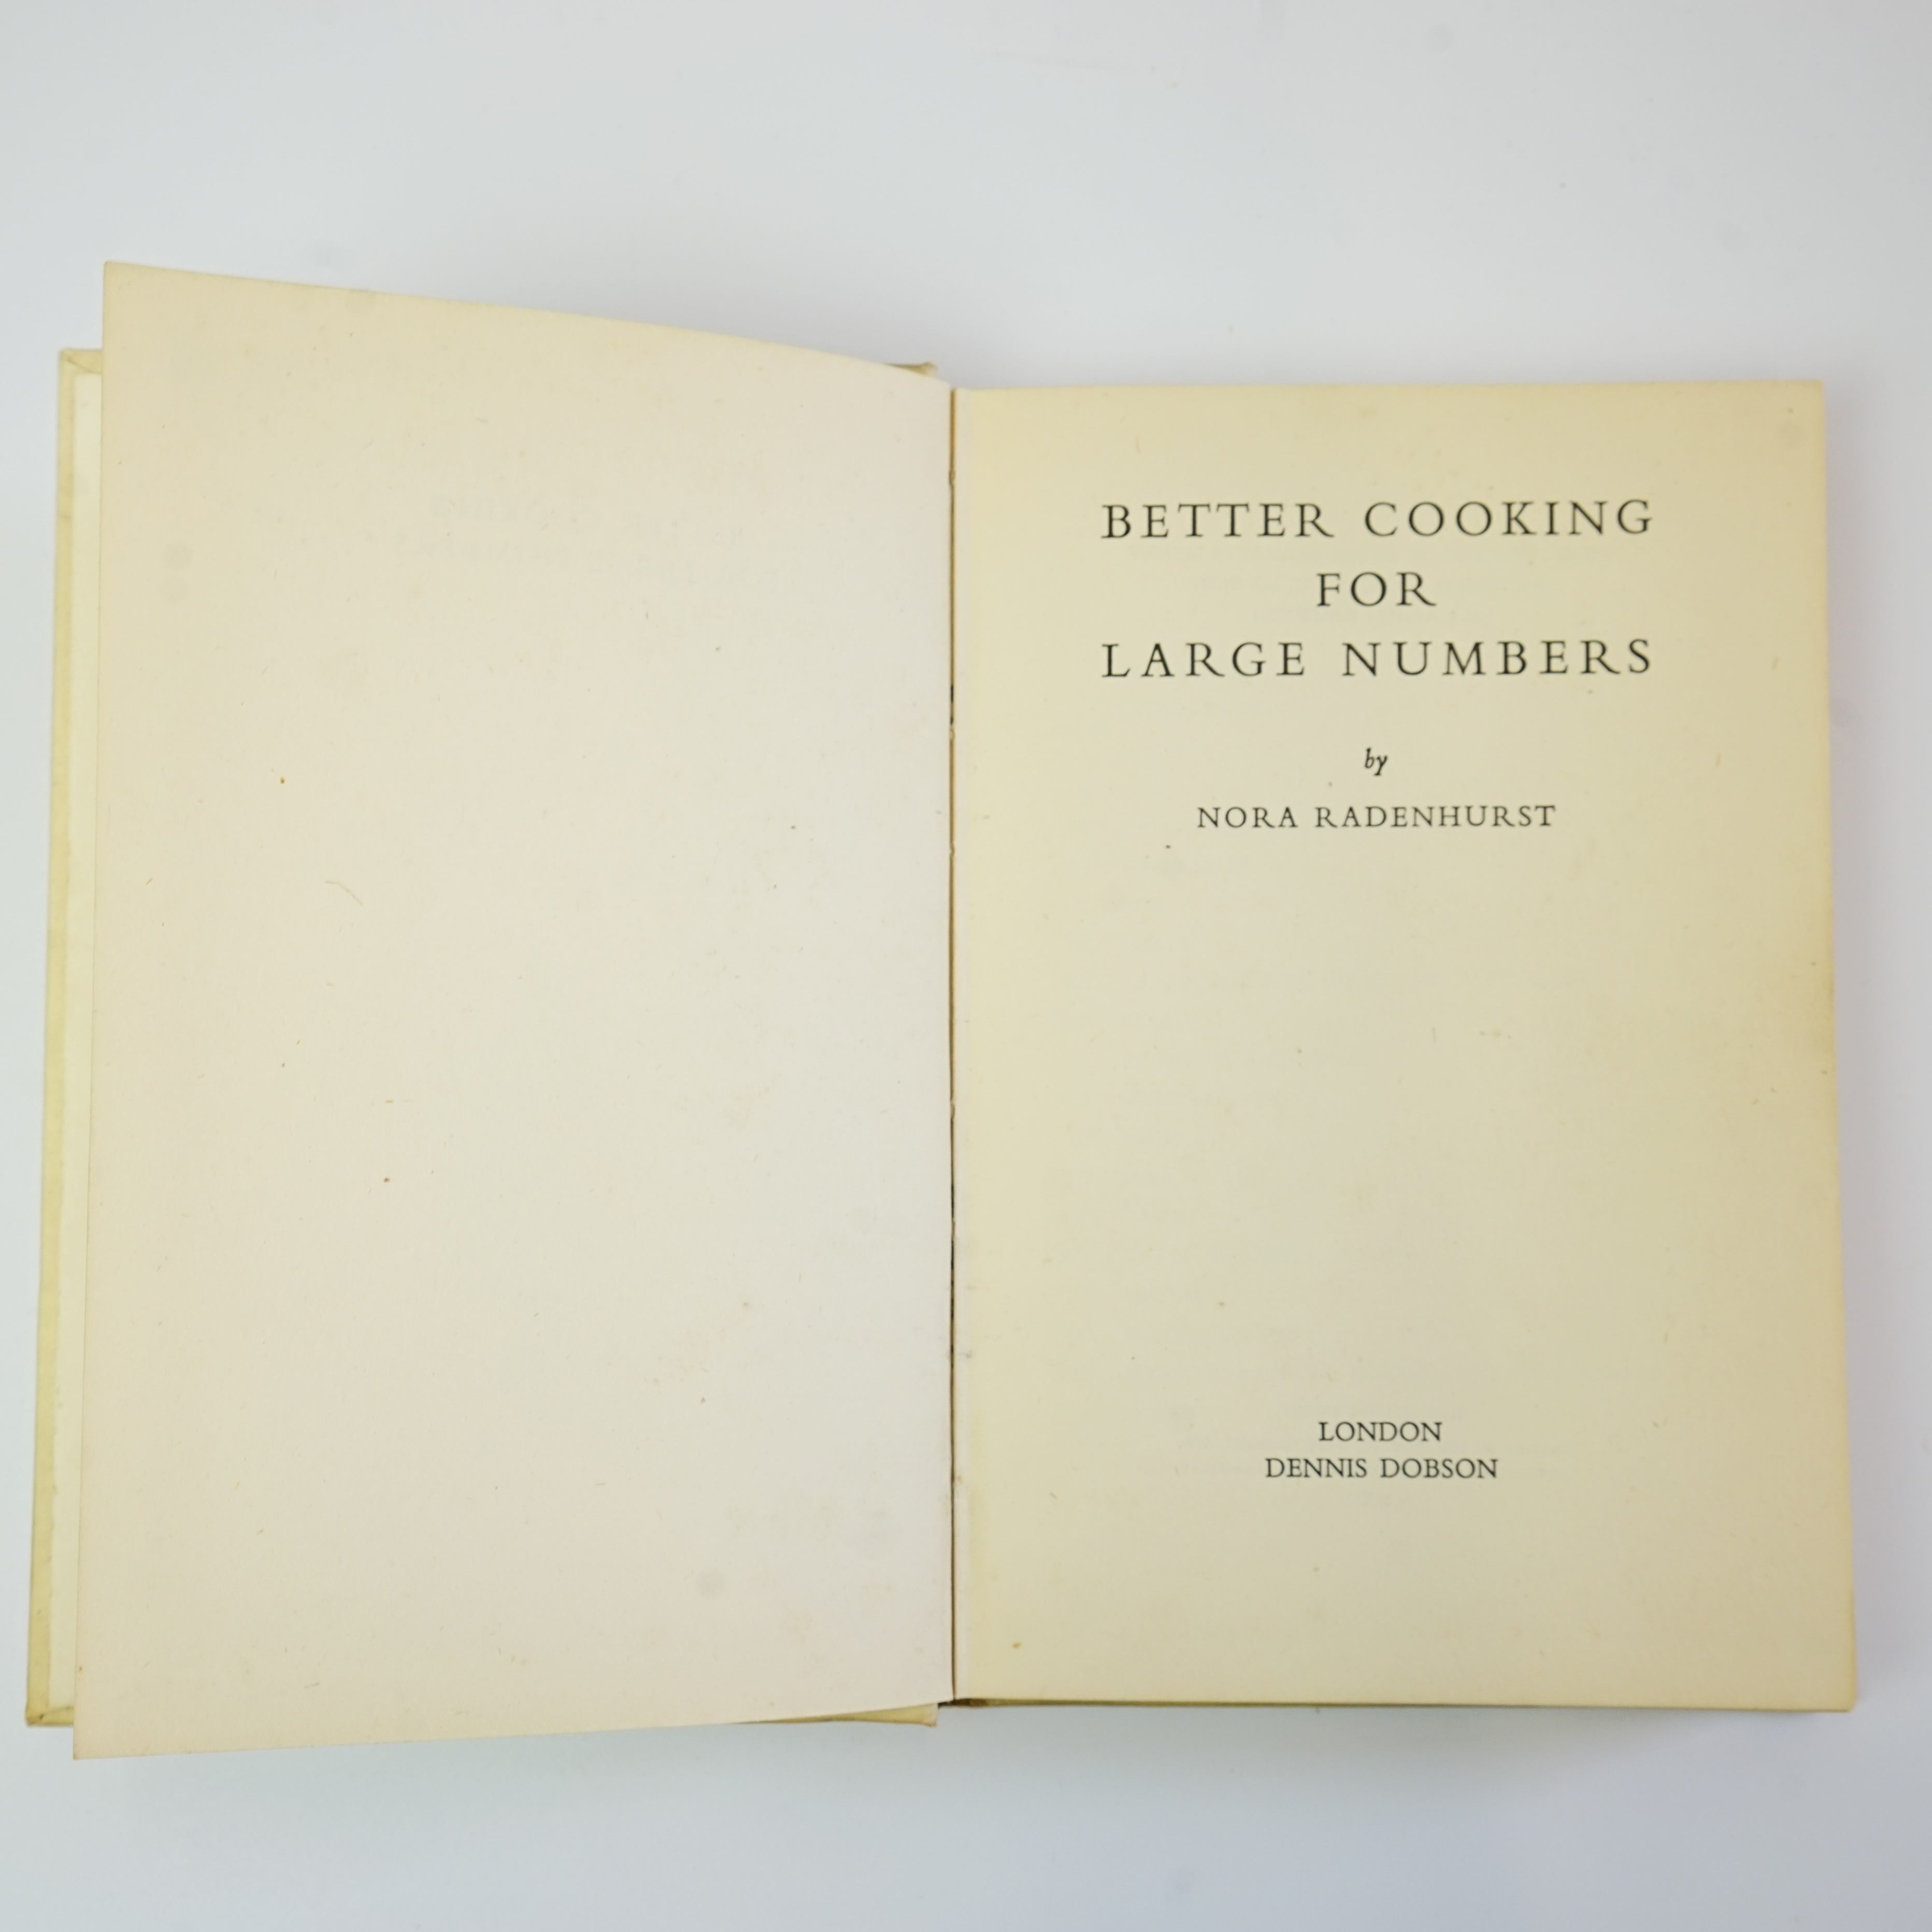 BETTER COOKING
FOR
LARGE NUMBERS
by
NORA RADENHURST
LONDON
DENNIS DOBSON